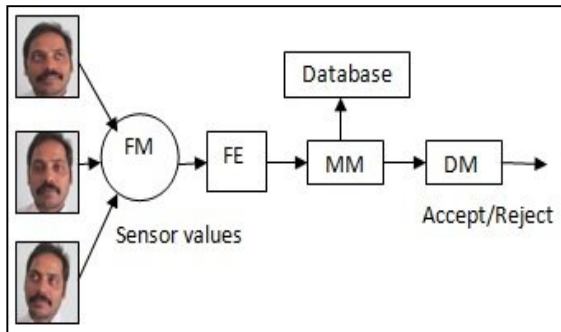 Database
FM
FE
MM
DM
Sensor values
Accept/Reject